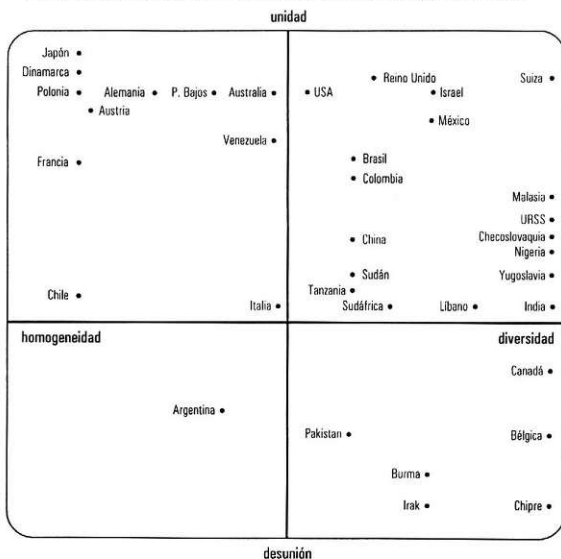 unidad
Japón
Dinamarca
Polonia Alemania P. Bajos Australia
Austria
Venezuela
Francia
Chile
Italia
USA Reino Unido Israel Suiza
México
Brasil
Colombia
Malasia
URSS
China Checoslovaquia
Nigeria
Sudán Yugoslavia
Tanzania
Sudáfrica Líbano India
homogeneidad diversidad
Canadá
Argentina
Pakistan Bélgica
Burma
Irak Chipre
desunión